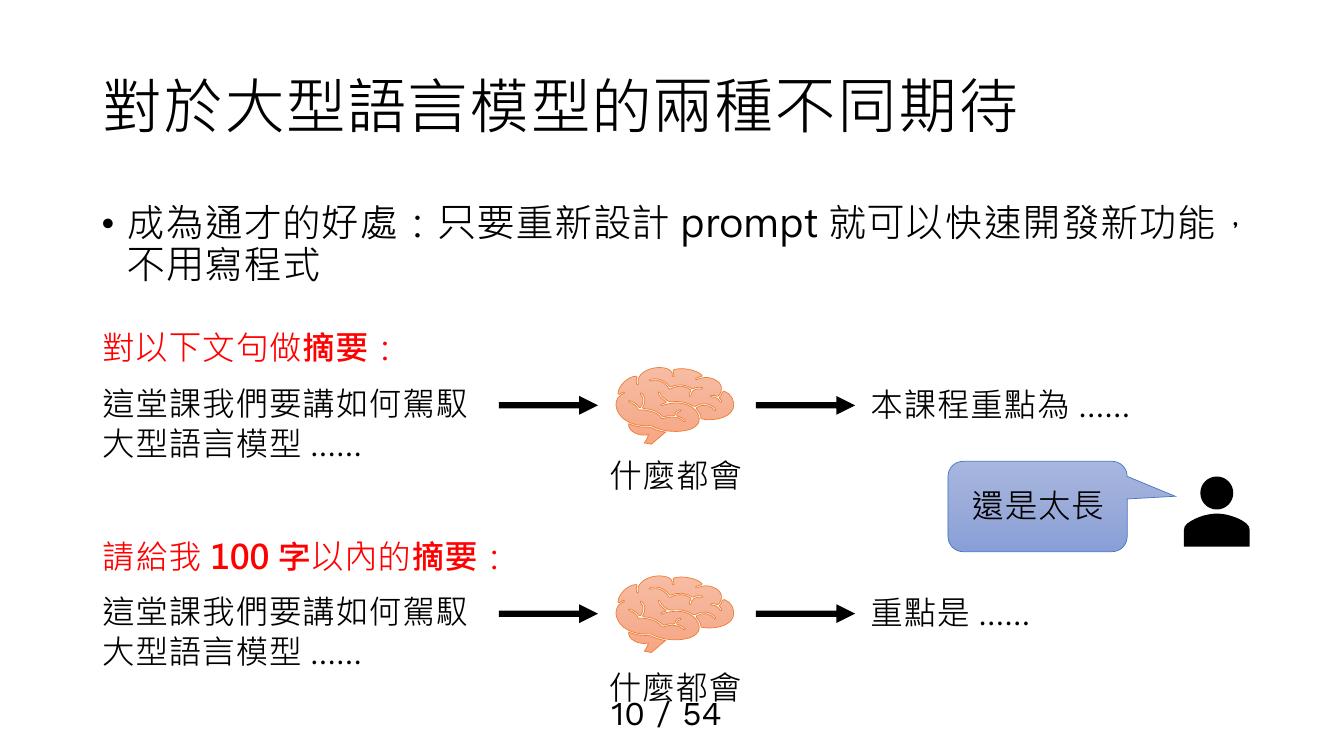 對於大型語言模型的兩種不同期待
• 成為通才的好處：只要重新設計 prompt 就可以快速開發新功能，
不用寫程式
對以下文句做摘要：
這堂課我們要講如何駕馭
大型語言模型 ......
什麼都會
本課程重點為 ......
還是太長
請給我 100 字以內的摘要：
這堂課我們要講如何駕馭
大型語言模型 ......
什麼都會
重點是 ......
10 / 54